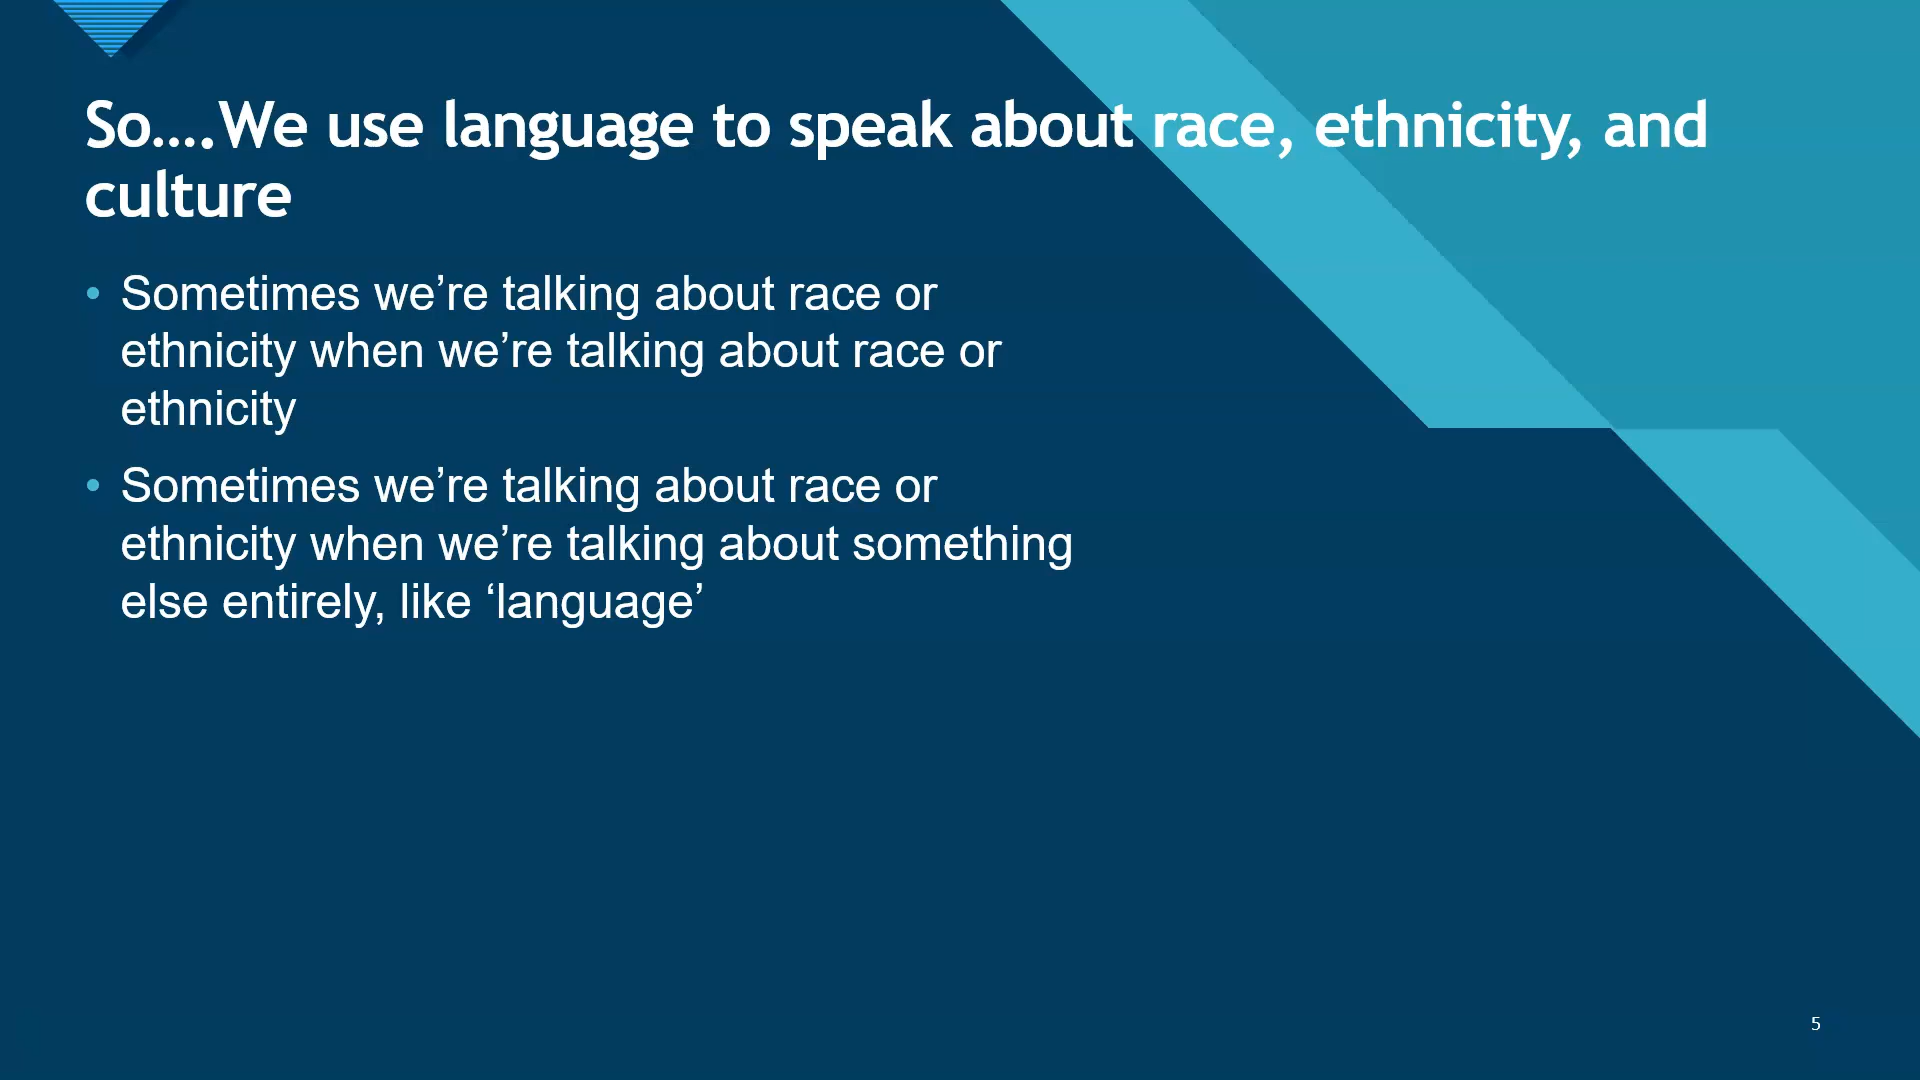 So....We use language to speak about race, ethnicity, and
culture
• Sometimes we’re talking about race or
ethnicity when we’re talking about race or
ethnicity
• Sometimes we’re talking about race or
ethnicity when we’re talking about something
else entirely, like ‘language’
5